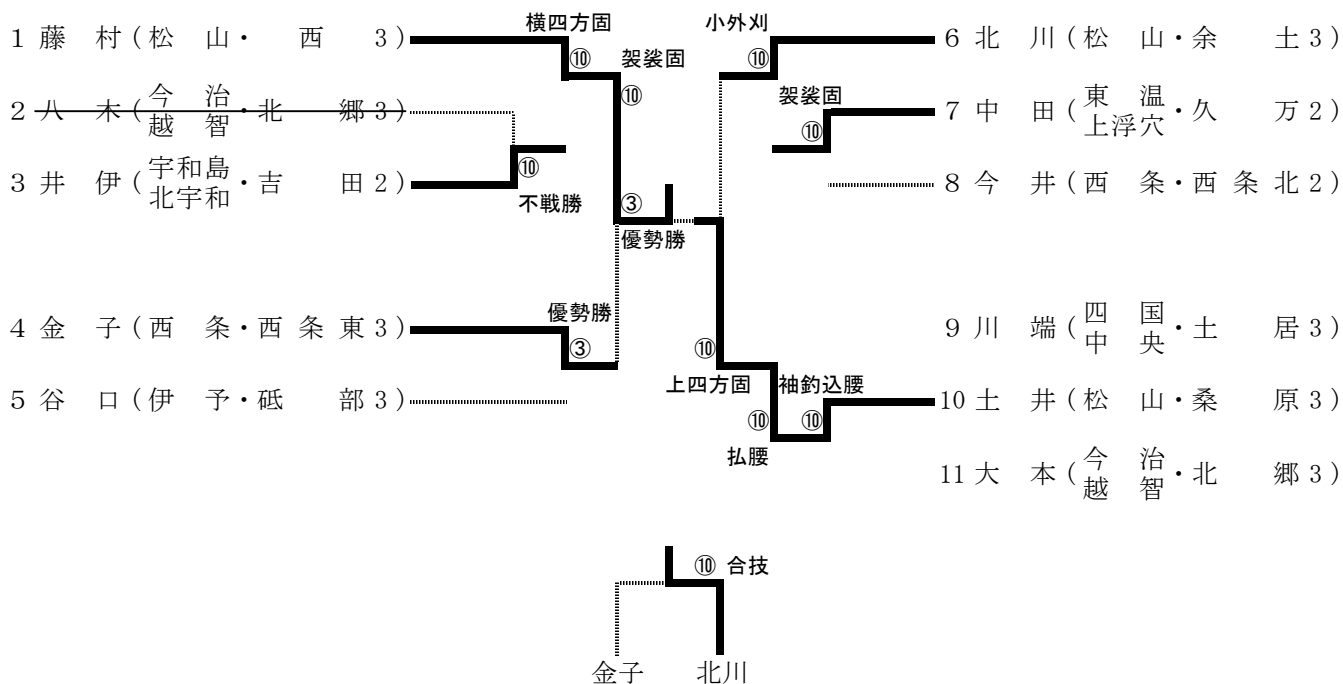 横四方固
小外刈
1 藤 村(松 山・ 西 3)
⑩
袈裟固
⑩
6 北 川(松 山・余 土3)
2 八 木(今 治 越 智・北 郷3)
⑩
袈裟固
⑩
7 中 田(東 温 上浮穴・久 万2)
3 井 伊(宇和島 北宇和・吉 田2)
⑩
不戦勝
8 今 井(西 条・西条北2)
③
優勢勝
4 金 子(西 条・西条東3)
優勢勝
③
⑩
9 川 端(四 国 中 央・土 居3)
5 谷 口(伊 予・砥 部3)
上四方固
袖釣込腰
⑩
⑩
10 土 井(松 山・桑 原3)
払腰
11 大 本(今 治 越 智・北 郷3)
⑩ 合技
金子 北川